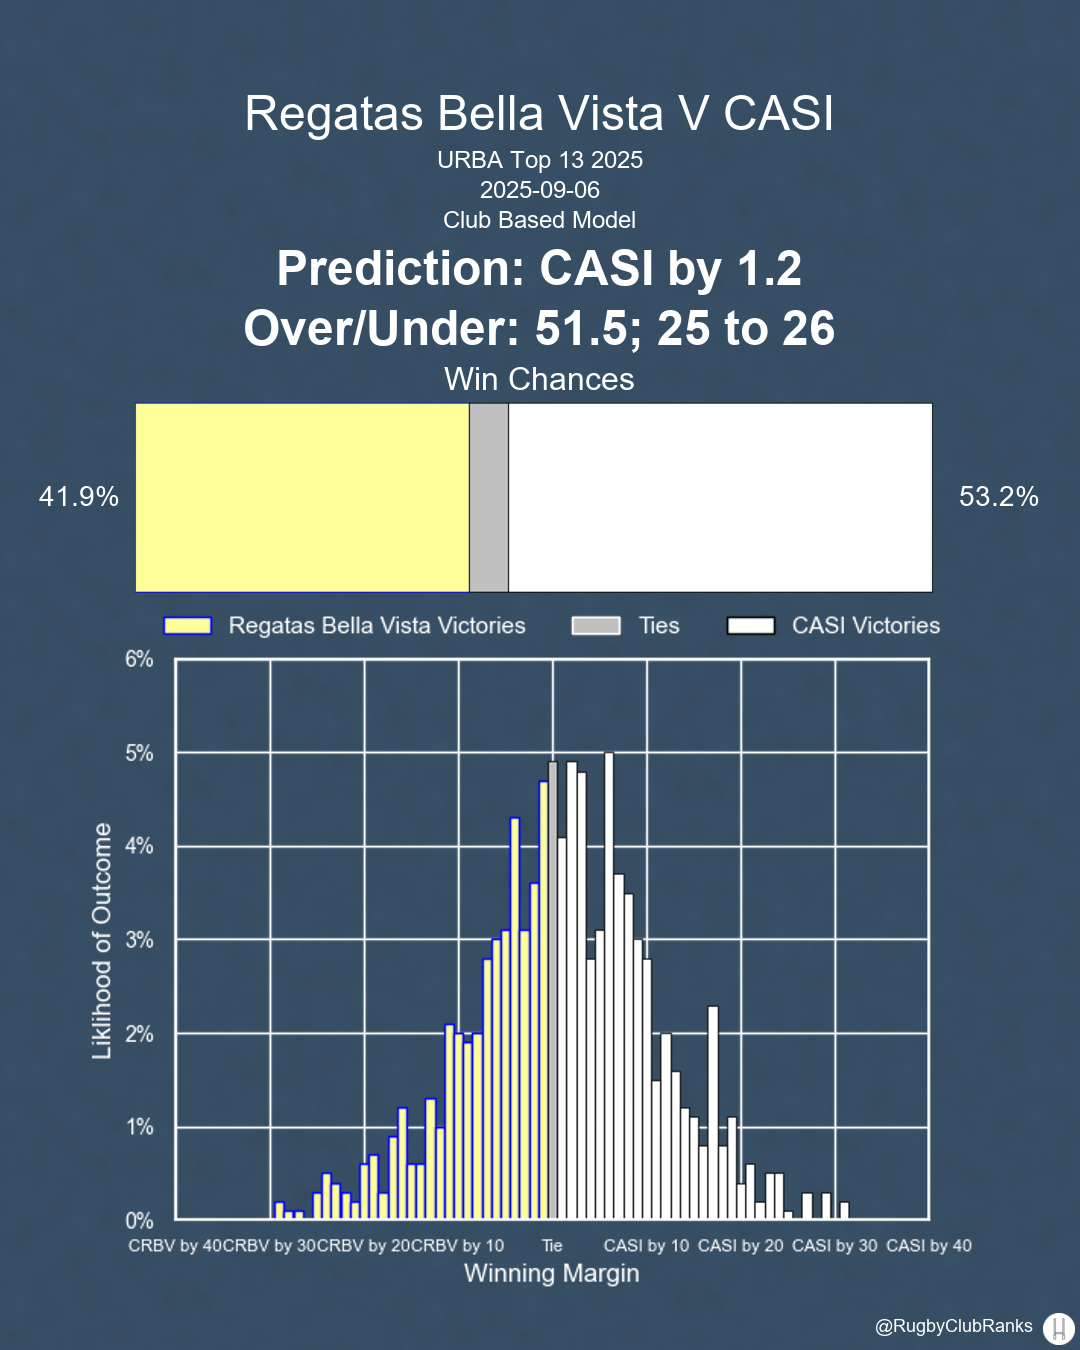 Regatas Bella Vista V CASI
URBA Top 13 2025
2025-09-06
Club Based Model
Prediction: CASI by 1.2
Over/Under: 51.5; 25 to 26
Win Chances
41.9%
53.2%
Regatas Bella Vista Victories
Ties
CASI Victories
6%
5%
4%
3%
2%
1%
0%
Liklihood of Outcome
CRBV by 40
CRBV by 30
CRBV by 20
CRBV by 10
Tie
CASI by 10
CASI by 20
CASI by 30
CASI by 40
Winning Margin
@RugbyClubRanks